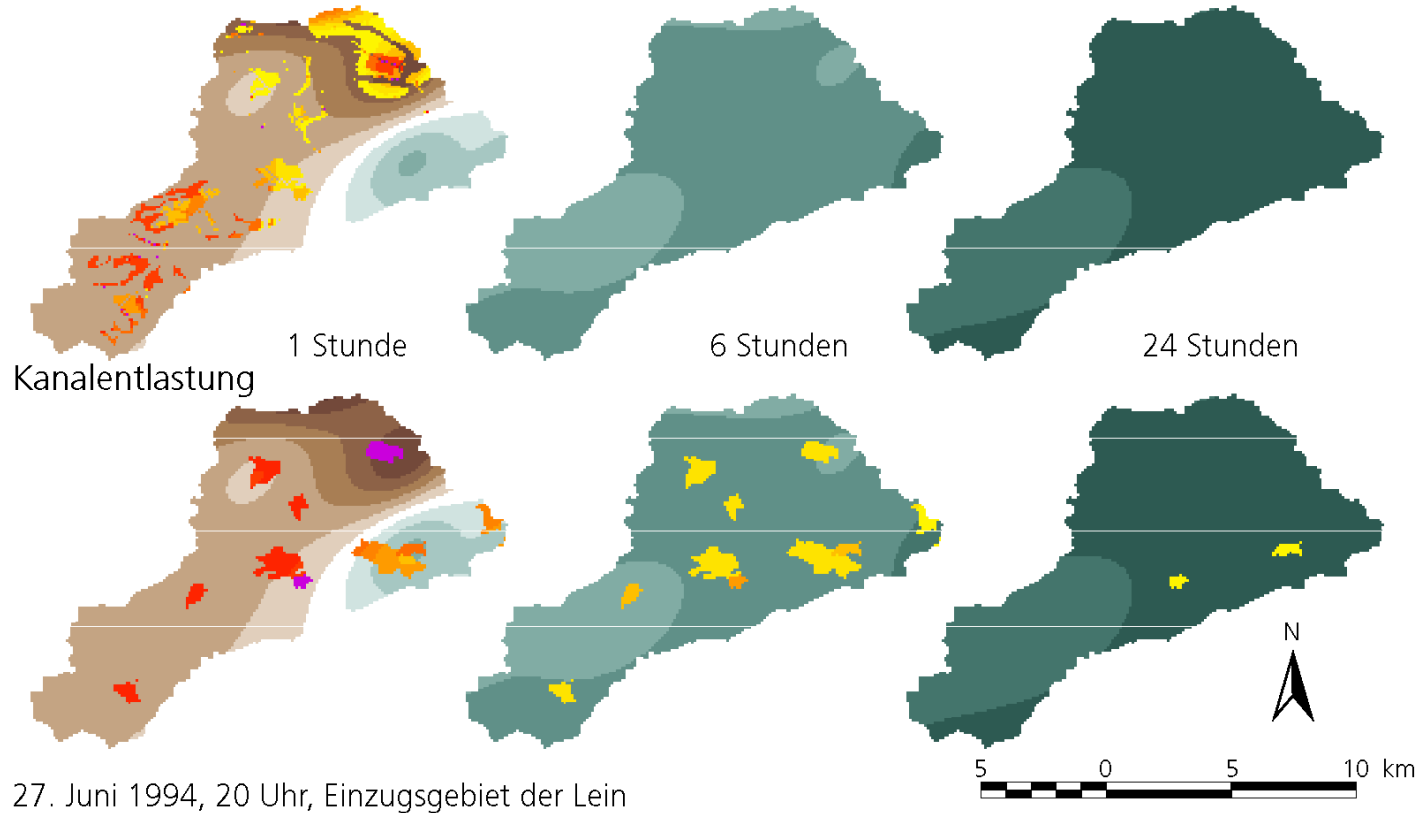 1 Stunde
6 Stunden
24 Stunden
Kanalentlastung
N
5 0 5 10 km
27. Juni 1994, 20 Uhr, Einzugsgebiet der Lein